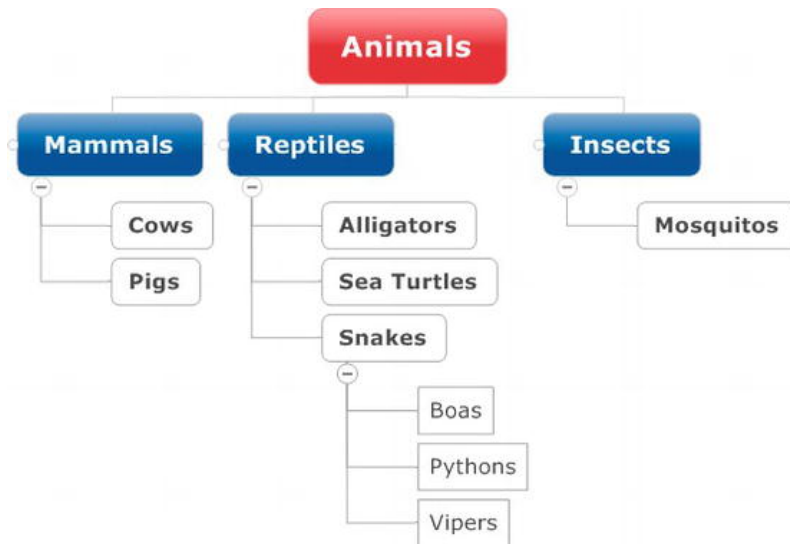 Animals
Mammals
Cows
Pigs
Reptiles
Alligators
Sea Turtles
Snakes
Boas
Pythons
Vipers
Insects
Mosquitos